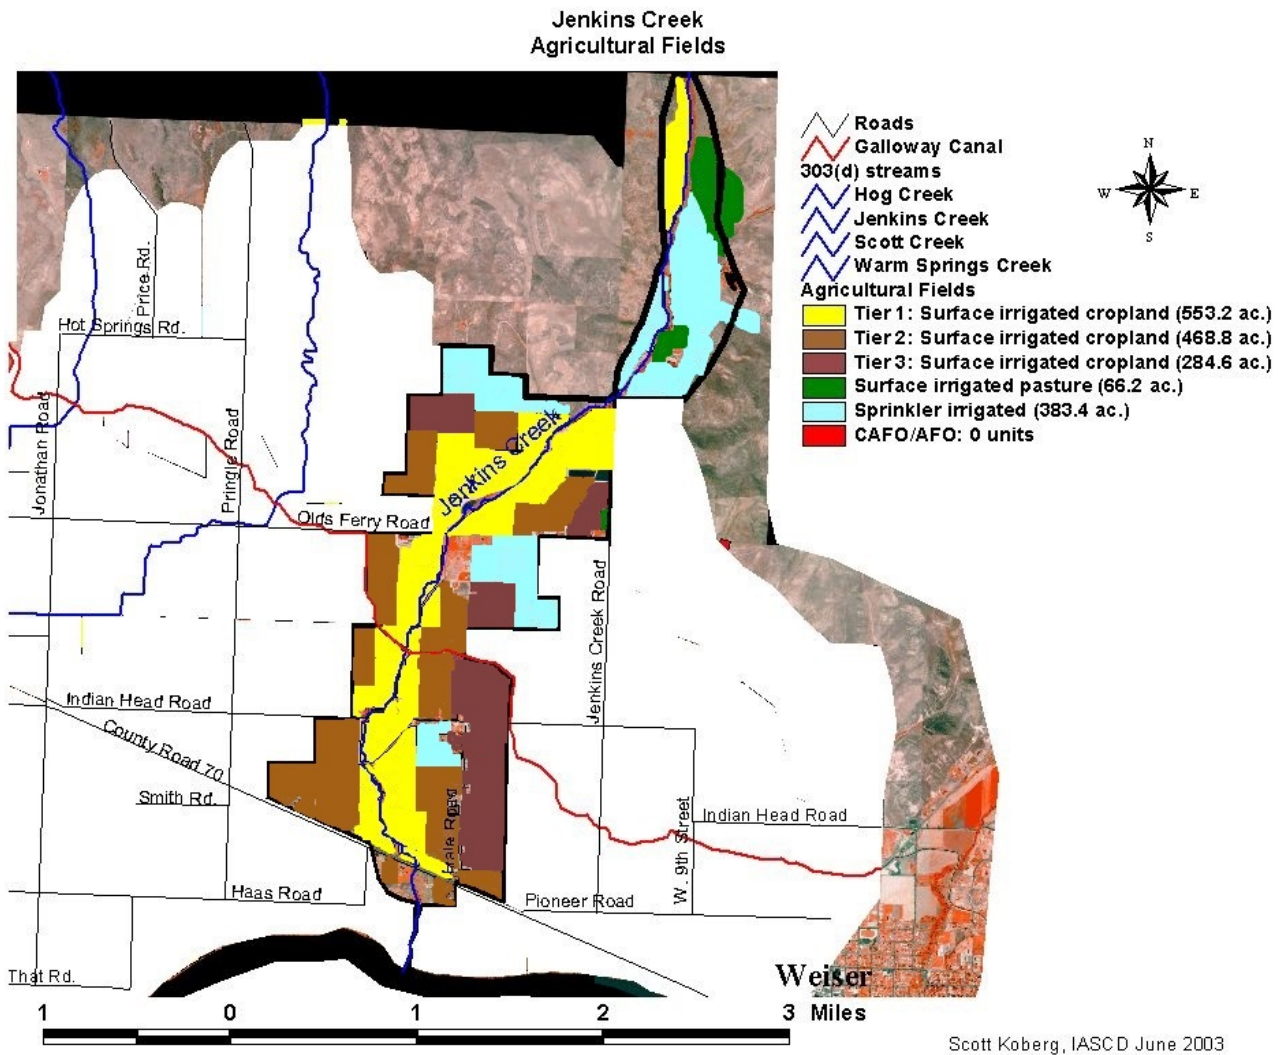 Jenkins Creek
Agricultural Fields
Roads
Galloway Canal
303(d) streams
Hog Creek
Jenkins Creek
Scott Creek
Warm Springs Creek
Agricultural Fields
Tier 1: Surface irrigated cropland (553.2 ac.)
Tier 2: Surface irrigated cropland (468.8 ac.)
Tier 3: Surface irrigated cropland (284.6 ac.)
Surface irrigated pasture (66.2 ac.)
Sprinkler irrigated (383.4 ac.)
CAFO/AFO: 0 units
N
W
E
S
Price Rd.
Hot Springs Rd.
Jonathan Road
Pringle Road
Jenkins Creek
Olds Ferry Road
Jenkins Creek Road
Indian Head Road
County Road 70
Smith Rd.
Indian Head Road
W. 9th Street
Road
Haas Road
Pioneer Road
That Rd.
Weiser
1 0 1 2 3 Miles
Scott Koberg, IASCD June 2003